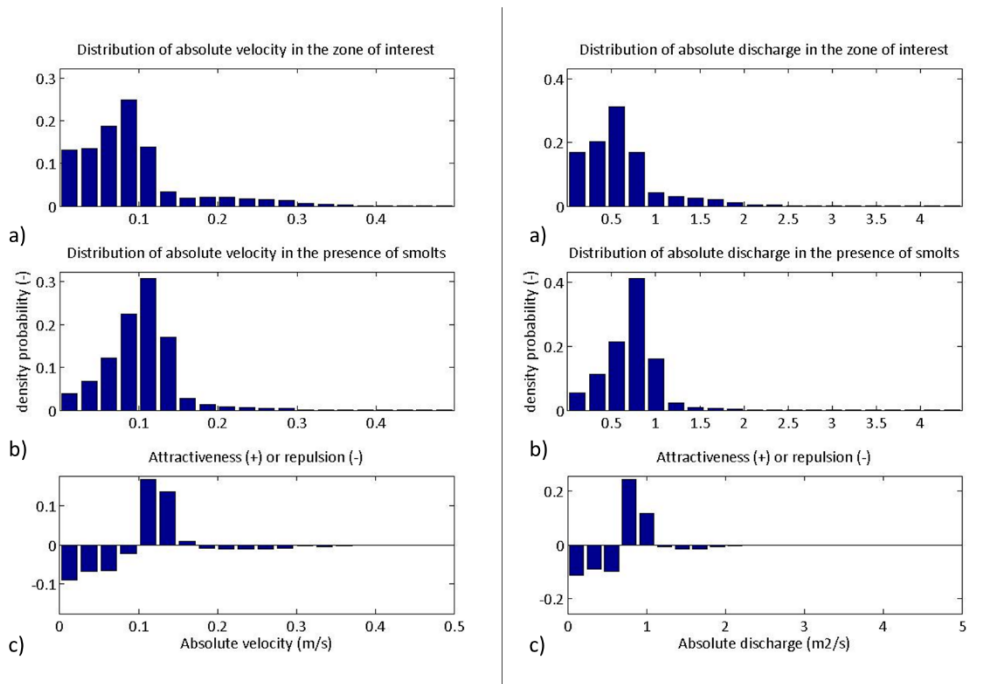 Distribution of absolute velocity in the zone of interest
0.3
0.2
0.1
0
0.1 0.2 0.3 0.4
a)
Distribution of absolute velocity in the presence of smolts
density probability (-)
0.3
0.2
0.1
0
0.1 0.2 0.3 0.4
b)
Attractiveness (+) or repulsion (-)
0.1
0
-0.1
0 0.1 0.2 0.3 0.4 0.5
c)
Absolute velocity (m/s)
Distribution of absolute discharge in the zone of interest
0.4
0.2
0
0.5 1 1.5 2 2.5 3 3.5 4
a)
Distribution of absolute discharge in the presence of smolts
density probability (-)
0.4
0.2
0
0.5 1 1.5 2 2.5 3 3.5 4
b)
Attractiveness (+) or repulsion (-)
0.2
0
-0.2
0 1 2 3 4 5
c)
Absolute discharge (m2/s)